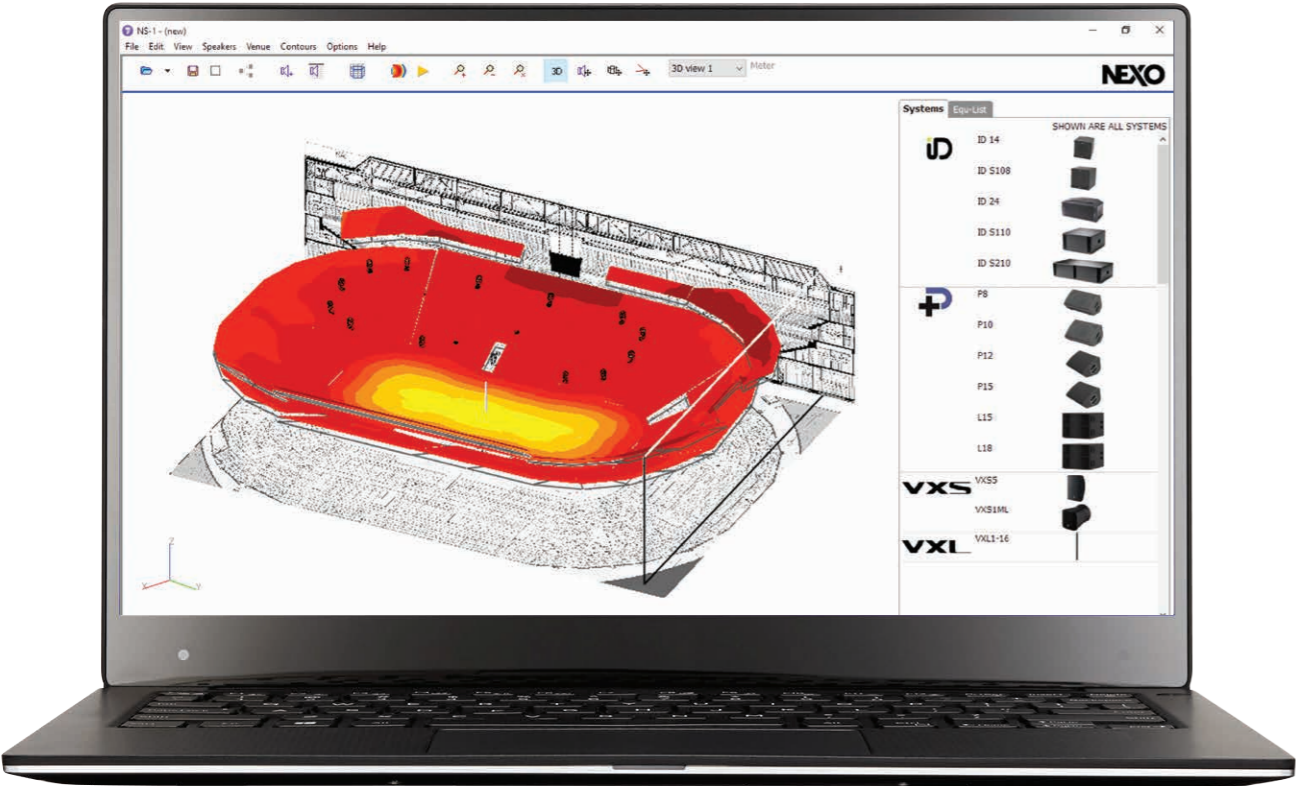 NS-1 - (new)
File Edit View Speakers Venue Contours Options Help
3D
3D view 1
Meter
NEXO
Systems
Equ-List
SHOWN ARE ALL SYSTEMS
iD
ID 14
ID S108
ID 24
ID S110
ID S210
P+
P8
P10
P12
P15
L15
L18
VXS
VXS5
VXS1ML
VXL
VXL1-16
Z
X
Y